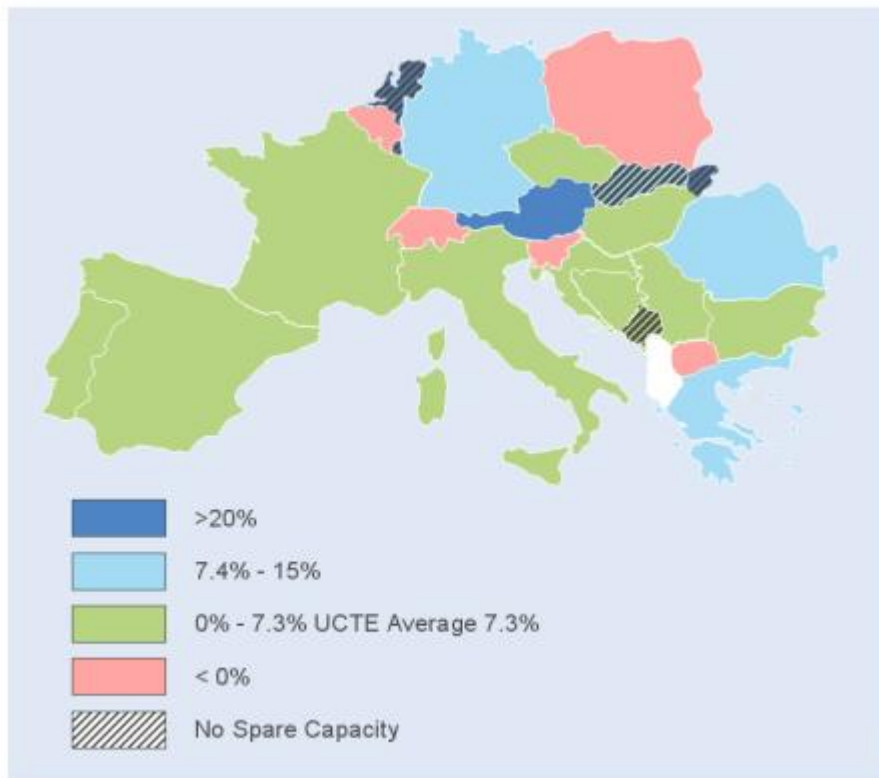 >20%
7.4% - 15%
0% - 7.3% UCTE Average 7.3%
< 0%
No Spare Capacity